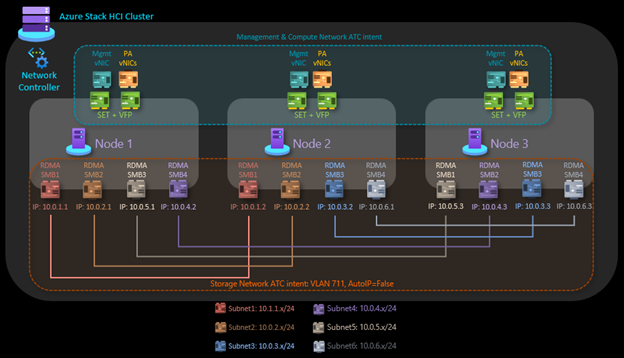 Azure Stack HCI Cluster
Management & Compute Network ATC intent
Network
Controller
Mgmt
vNIC
PA
vNICs
Mgmt
vNIC
PA
vNICs
Mgmt
vNIC
PA
vNICs
SET + VFP
SET + VFP
SET + VFP
Node 1
Node 2
Node 3
RDMA
SMB1
RDMA
SMB2
RDMA
SMB3
RDMA
SMB4
RDMA
SMB1
RDMA
SMB2
RDMA
SMB3
RDMA
SMB4
RDMA
SMB1
RDMA
SMB2
RDMA
SMB3
RDMA
SMB4
IP: 10.0.1.1
IP: 10.0.2.1
IP: 10.0.5.1
IP: 10.0.4.2
IP: 10.0.1.2
IP: 10.0.2.2
IP: 10.0.3.2
IP: 10.0.6.1
IP: 10.0.5.3
IP: 10.0.4.3
IP: 10.0.3.3
IP: 10.0.6.3
Storage Network ATC intent: VLAN 711, AutoIP=False
Subnet1: 10.1.1.x/24
Subnet4: 10.0.4.x/24
Subnet2: 10.0.2.x/24
Subnet5: 10.0.5.x/24
Subnet3: 10.0.3.x/24
Subnet6: 10.0.6.x/24